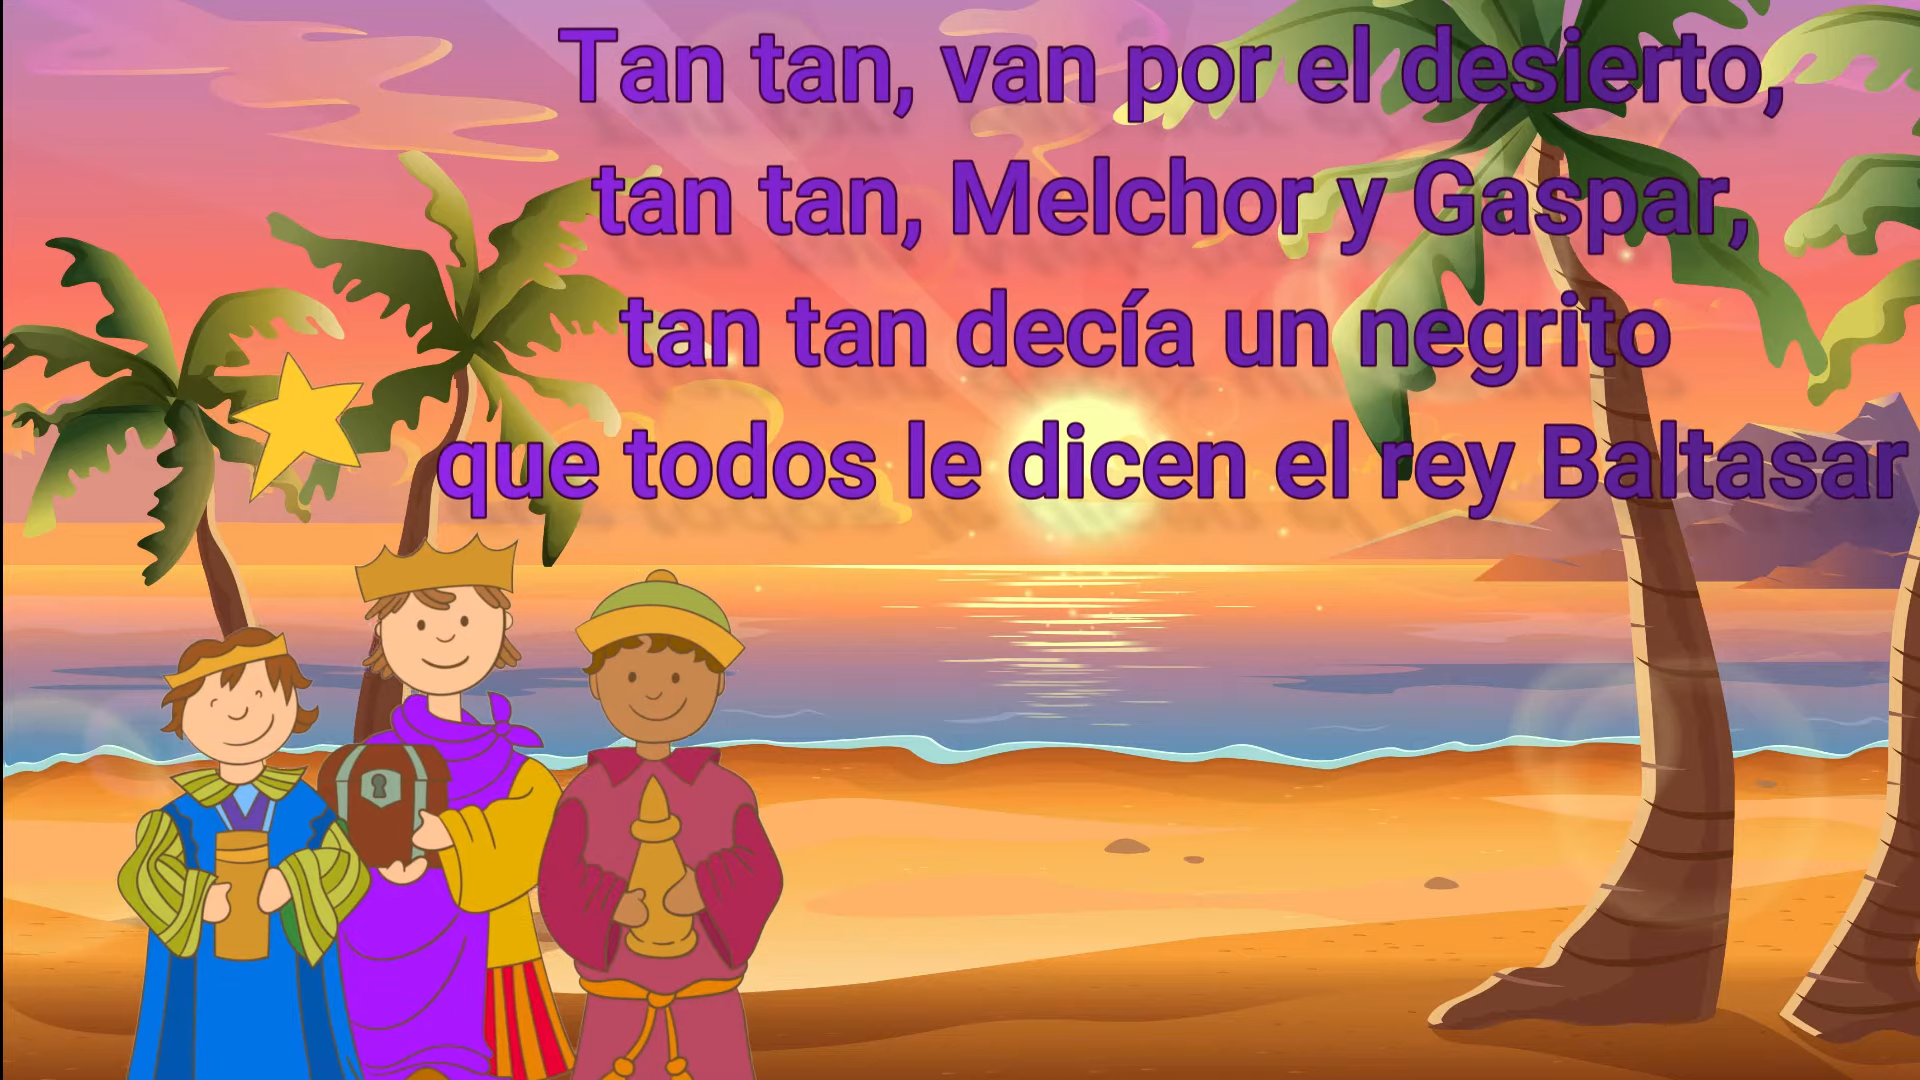 Tan tan, van por el desierto,
tan tan, Melchor y Gaspar,
tan tan decía un negrito
que todos le dicen el rey Baltasar